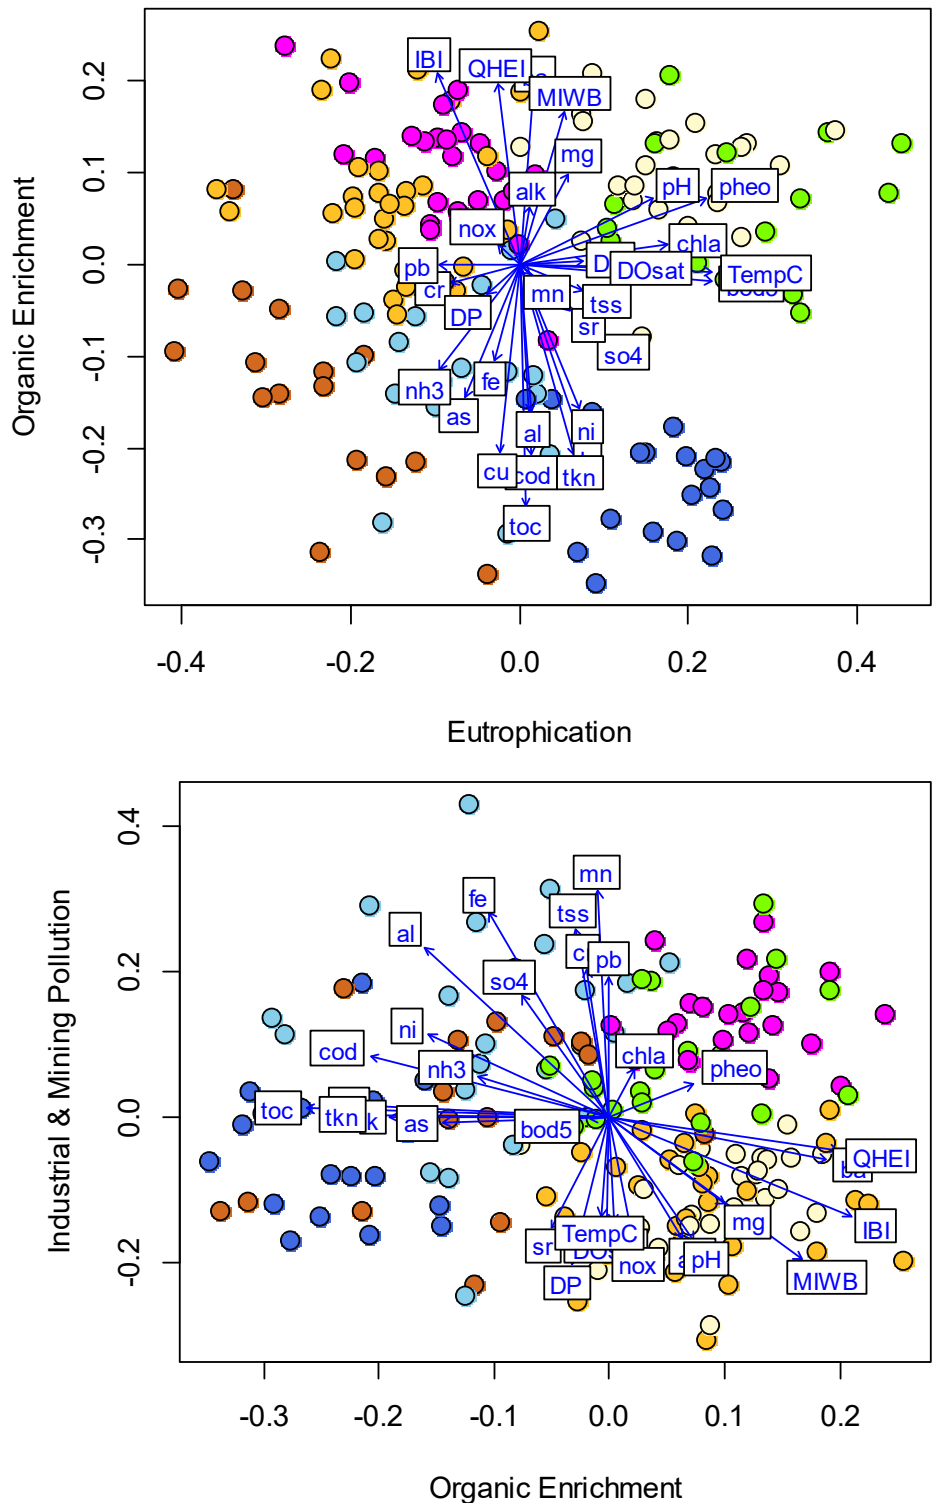 0.2
0.1
0.0
-0.1
-0.2
-0.3
Organic Enrichment
IBI
QHEI
MIWB
mg
alk
pH
pheo
nox
chla
pb
DOsat
TempC
cr
mn
tss
DP
sr
so4
fe
nh3
as
al
ni
cu
cod
tkn
toc
-0.4
-0.2
0.0
0.2
0.4
Eutrophication
0.4
0.2
0.0
-0.2
Industrial & Mining Pollution
mn
fe
tss
al
pb
so4
ni
cod
chla
nh3
pheo
toc
tkn
as
bod5
QHEI
ba
mg
IBI
sr
TempC
nox
pH
DP
MIWB
-0.3
-0.2
-0.1
0.0
0.1
0.2
Organic Enrichment